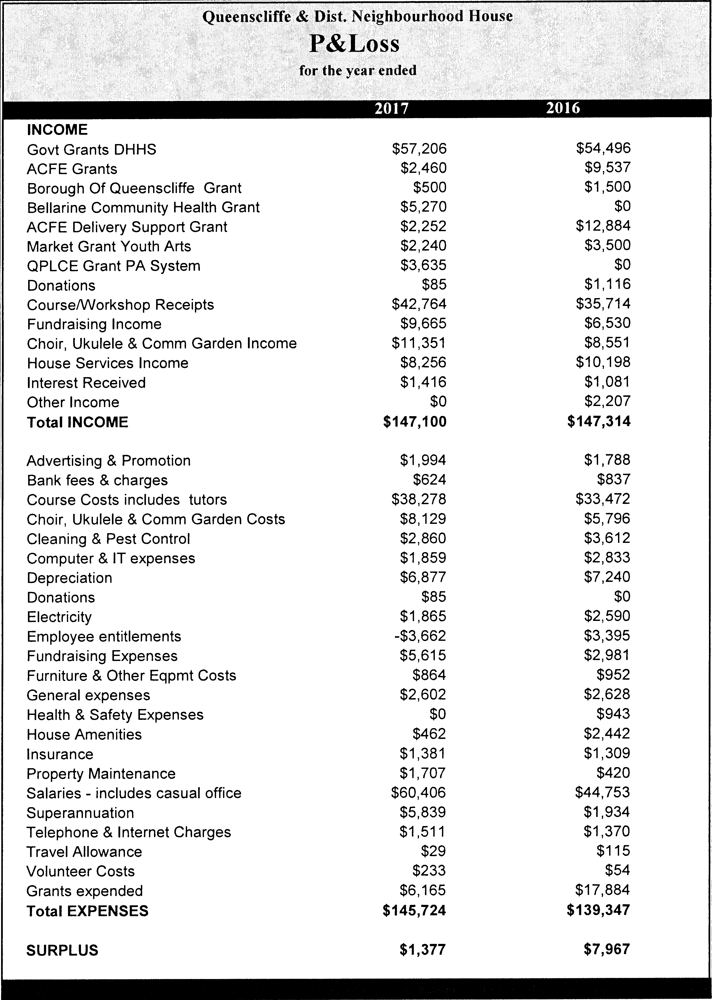 Queenscliffe & Dist. Neighbourhood House
P&Loss
for the year ended
2017 2016
INCOME
Govt Grants DHHS $57,206 $54,496
ACFE Grants $2,460 $9,537
Borough Of Queenscliffe Grant $500 $1,500
Bellarine Community Health Grant $5,270 $0
ACFE Delivery Support Grant $2,252 $12,884
Market Grant Youth Arts $2,240 $3,500
QPLCE Grant PA System $3,635 $0
Donations $85 $1,116
Course/Workshop Receipts $42,764 $35,714
Fundraising Income $9,665 $6,530
Choir, Ukulele & Comm Garden Income $11,351 $8,551
House Services Income $8,256 $10,198
Interest Received $1,416 $1,081
Other Income $0 $2,207
Total INCOME $147,100 $147,314
Advertising & Promotion $1,994 $1,788
Bank fees & charges $624 $837
Course Costs includes tutors $38,278 $33,472
Choir, Ukulele & Comm Garden Costs $8,129 $5,796
Cleaning & Pest Control $2,860 $3,612
Computer & IT expenses $1,859 $2,833
Depreciation $6,877 $7,240
Donations $85 $0
Electricity $1,865 $2,590
Employee entitlements -$3,662 $3,395
Fundraising Expenses $5,615 $2,981
Furniture & Other Eqpmt Costs $864 $952
General expenses $2,602 $2,628
Health & Safety Expenses $0 $943
House Amenities $462 $2,442
Insurance $1,381 $1,309
Property Maintenance $1,707 $420
Salaries - includes casual office $60,406 $44,753
Superannuation $5,839 $1,934
Telephone & Internet Charges $1,511 $1,370
Travel Allowance $29 $115
Volunteer Costs $233 $54
Grants expended $6,165 $17,884
Total EXPENSES $145,724 $139,347
SURPLUS $1,377 $7,967